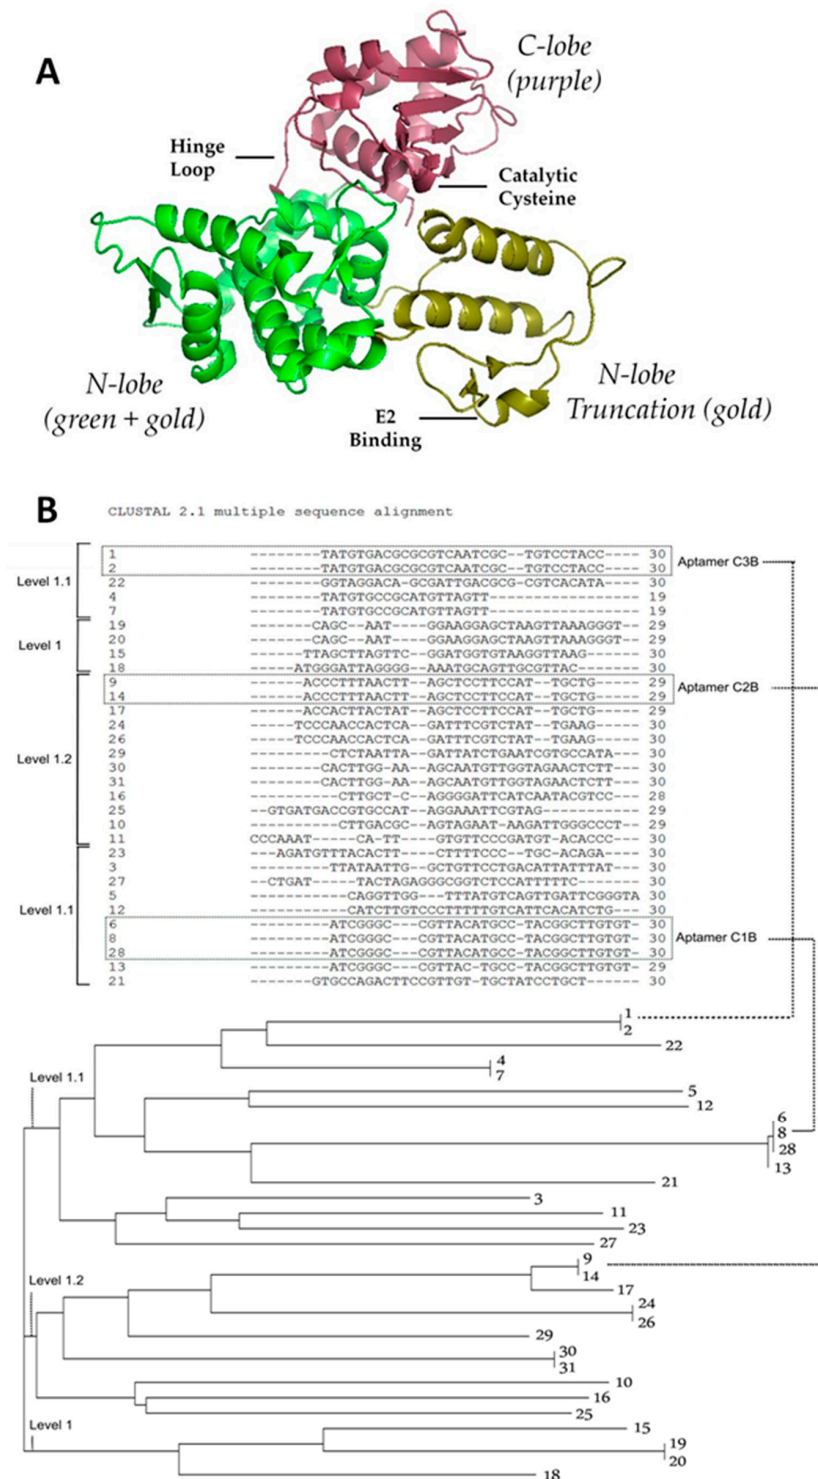 A
C-lobe
(purple)
Hinge
Loop
Catalytic
Cysteine
N-lobe
(green + gold)
E2
Binding
N-lobe
Truncation (gold)
B
CLUSTAL 2.1 multiple sequence alignment
Level 1.1
Level 1
Level 1.2
Level 1.1
1 --------TATGTGACGCGCGTCAATCGC--TGTCCTACC---- 30
2 --------TATGTGACGCGCGTCAATCGC--TGTCCTACC---- 30
22 --------GGTAGGACA-GCGATTGACGCG-CGTCACATA---- 30
4 --------TATGTGCCGCATGTTAGTT----------------- 19
7 --------TATGTGCCGCATGTTAGTT----------------- 19
19 -------CAGC--AAT----GGAAGGAGCTAAGTTAAAGGGT-- 29
20 -------CAGC--AAT----GGAAGGAGCTAAGTTAAAGGGT-- 29
15 ------TTAGCTTAGTTC--GGATGGTGTAAGGTTAAG------ 30
18 -----ATGGGATTAGGGG--AAATGCAGTTGCGTTAC------- 30
9 ------ACCCTTTAACTT--AGCTCCTTCCAT--TGCTG----- 29
14 ------ACCCTTTAACTT--AGCTCCTTCCAT--TGCTG----- 29
17 ------ACCACTTACTAT--AGCTCCTTCCAT--TGCTG----- 29
24 -----TCCCAACCACTCA--GATTTCGTCTAT--TGAAG----- 30
26 -----TCCCAACCACTCA--GATTTCGTCTAT--TGAAG----- 30
29 ---------CTCTAATTA--GATTATCTGAATCGTGCCATA--- 30
30 --------CACTTGG-AA--AGCAATGTTGGTAGAACTCTT--- 30
31 --------CACTTGG-AA--AGCAATGTTGGTAGAACTCTT--- 30
16 ----------CTTGCT-C--AGGGGATTCATCAATACGTCC--- 28
25 --GTGATGACCGTGCCAT--AGGAAATTCGTAG----------- 29
10 ----------CTTGACGC--AGTAGAAT-AAGATTGGGCCCT-- 29
11 CCCAAAT-----CA-TT----GTGTTCCCGATGT-ACACCC--- 30
23 ---AGATGTTTACACTT----CTTTTCCC---TGC-ACAGA--- 30
3 ---------TTATAATTG--GCTGTTCCTGACATTATTTAT--- 30
27 --CTGAT-----TACTAGAGGGCGGTCTCCATTTTTC------- 30
5 -----------CAGGTTGG---TTTATGTCAGTTGATTCGGGTA 30
12 -----------CATCTTGTCCCTTTTTGTCATTCACATCTG--- 30
6 ---------ATCGGGC---CGTTACATGCC-TACGGCTTGTGT- 30
8 ---------ATCGGGC---CGTTACATGCC-TACGGCTTGTGT- 30
28 ---------ATCGGGC---CGTTACATGCC-TACGGCTTGTGT- 30
13 ---------ATCGGGC---CGTTAC-TGCC-TACGGCTTGTGT- 29
21 -------GTGCCAGACTTCCGTTGT-TGCTATCCTGCT------ 30
Aptamer C3B
Aptamer C2B
Aptamer C1B
Level 1.1
1
2
22
4
7
5
12
6
8
28
13
21
3
11
23
27
Level 1.2
9
14
17
24
26
29
30
31
10
16
25
Level 1
15
19
20
18